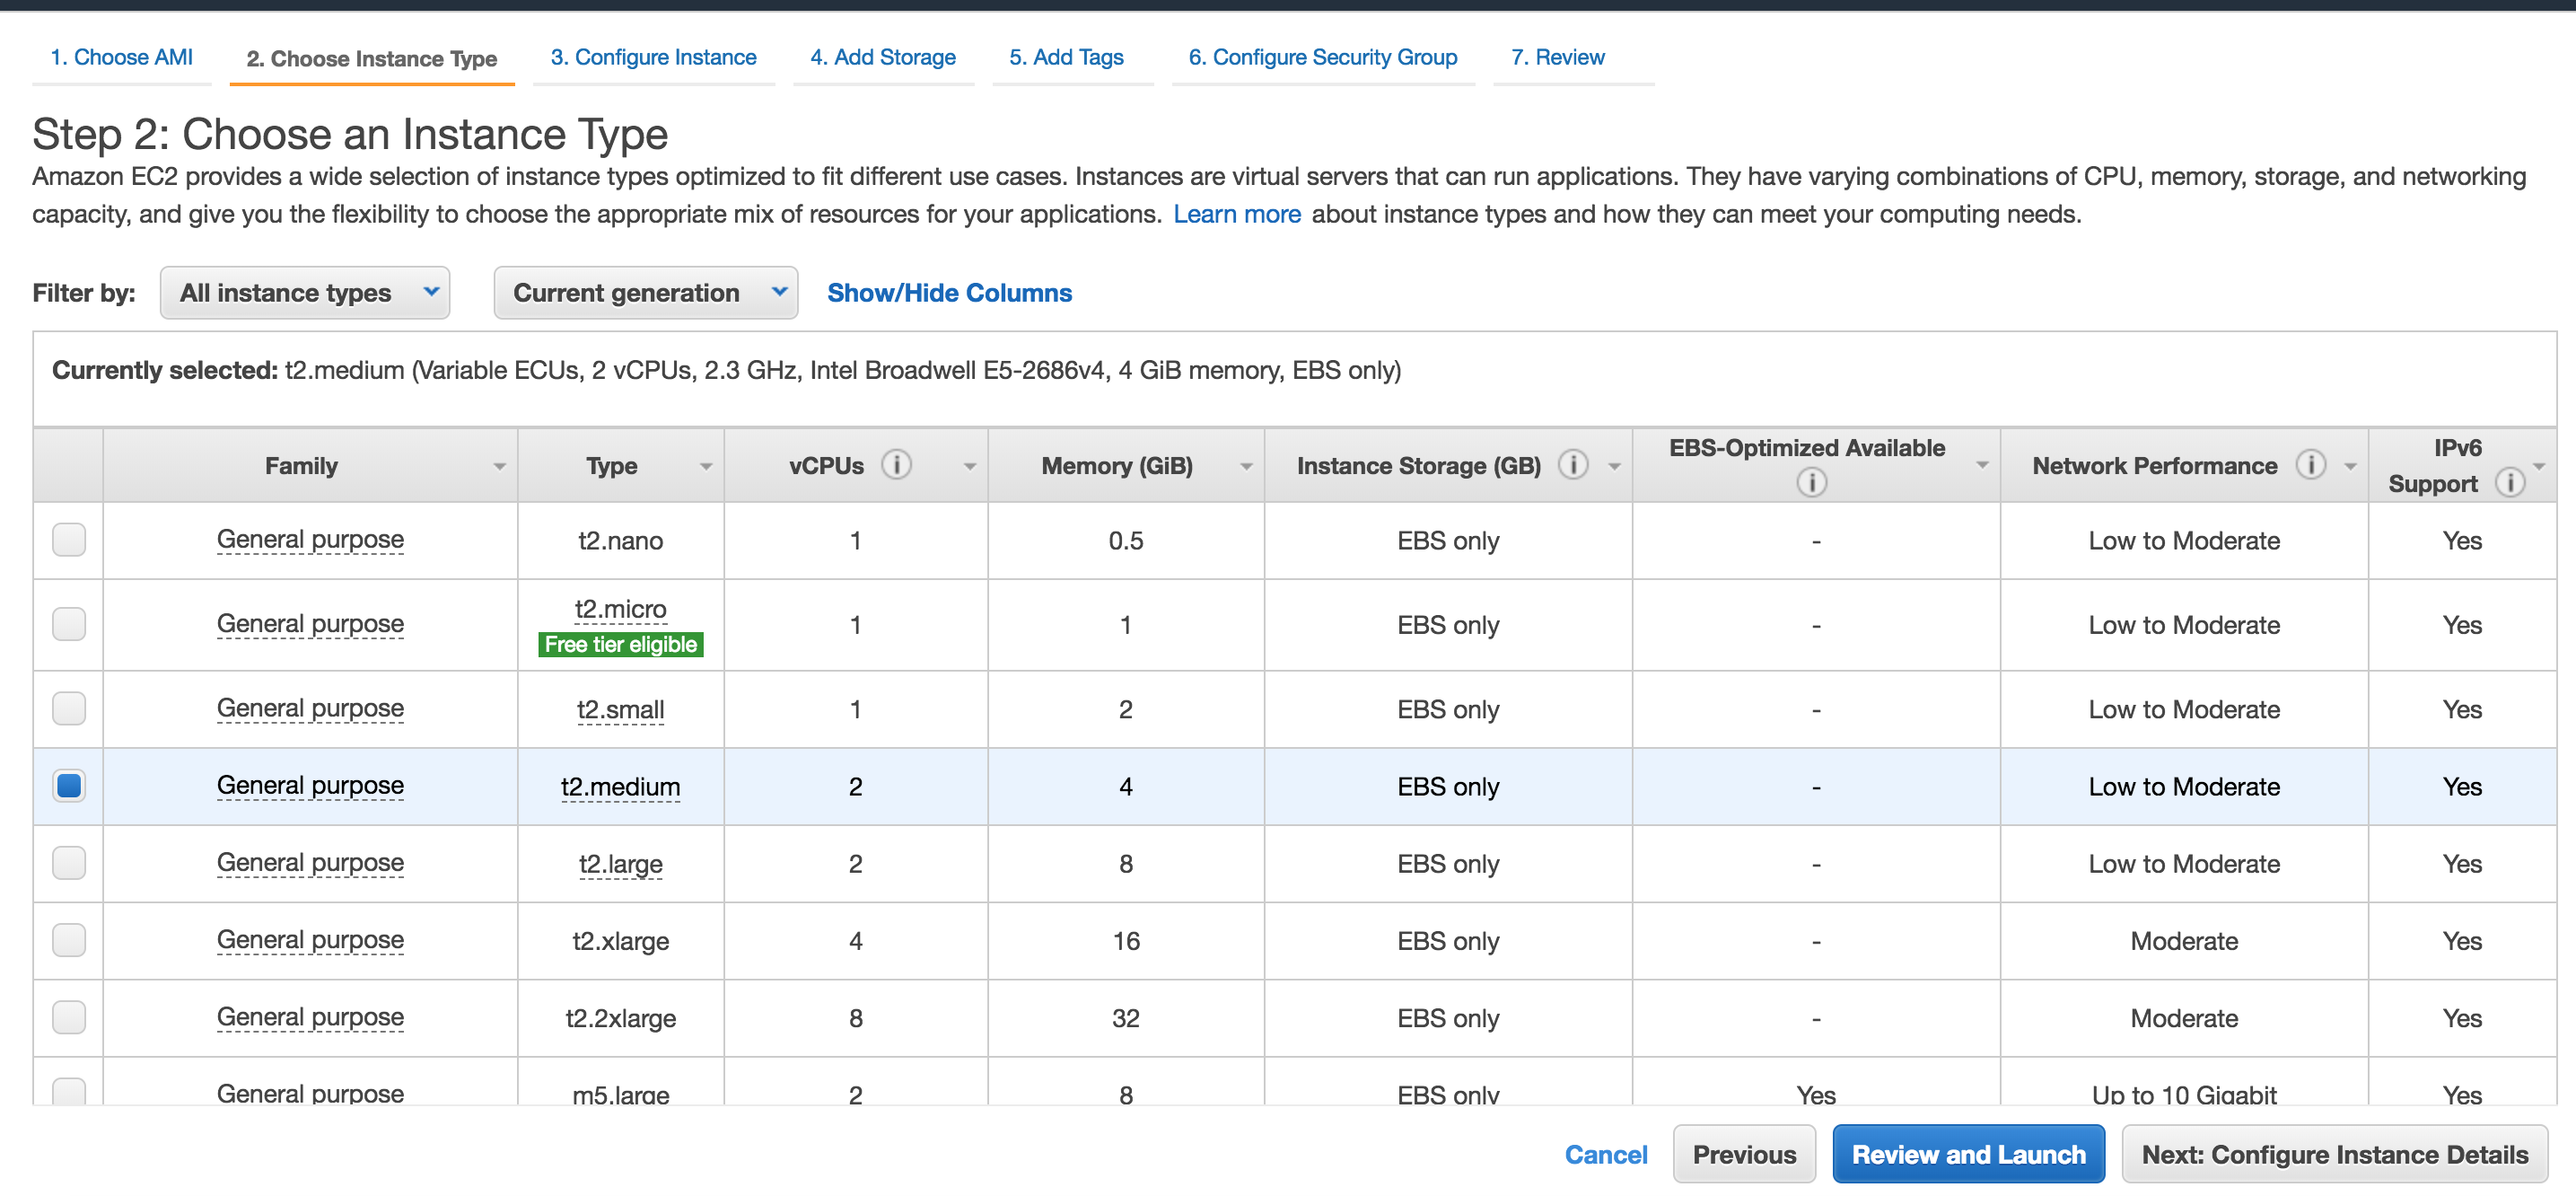 1. Choose AMI 2. Choose Instance Type 3. Configure Instance 4. Add Storage 5. Add Tags 6. Configure Security Group 7. Review
Step 2: Choose an Instance Type
Amazon EC2 provides a wide selection of instance types optimized to fit different use cases. Instances are virtual servers that can run applications. They have varying combinations of CPU, memory, storage, and networking
capacity, and give you the flexibility to choose the appropriate mix of resources for your applications. Learn more about instance types and how they can meet your computing needs.
Filter by: All instance types Current generation Show/Hide Columns
Currently selected: t2.medium (Variable ECUs, 2 vCPUs, 2.3 GHz, Intel Broadwell E5-2686v4, 4 GiB memory, EBS only)
Family Type vCPUs i Memory (GiB) Instance Storage (GB) i EBS-Optimized Available i Network Performance i IPv6 Support i
General purpose t2.nano 1 0.5 EBS only - Low to Moderate Yes
General purpose t2.micro 1 1 EBS only - Low to Moderate Yes
Free tier eligible
General purpose t2.small 1 2 EBS only - Low to Moderate Yes
General purpose t2.medium 2 4 EBS only - Low to Moderate Yes
General purpose t2.large 2 8 EBS only - Low to Moderate Yes
General purpose t2.xlarge 4 16 EBS only - Moderate Yes
General purpose t2.2xlarge 8 32 EBS only - Moderate Yes
General purpose m5.large 2 8 EBS only Yes Up to 10 Gigabit Yes
Cancel Previous Review and Launch Next: Configure Instance Details